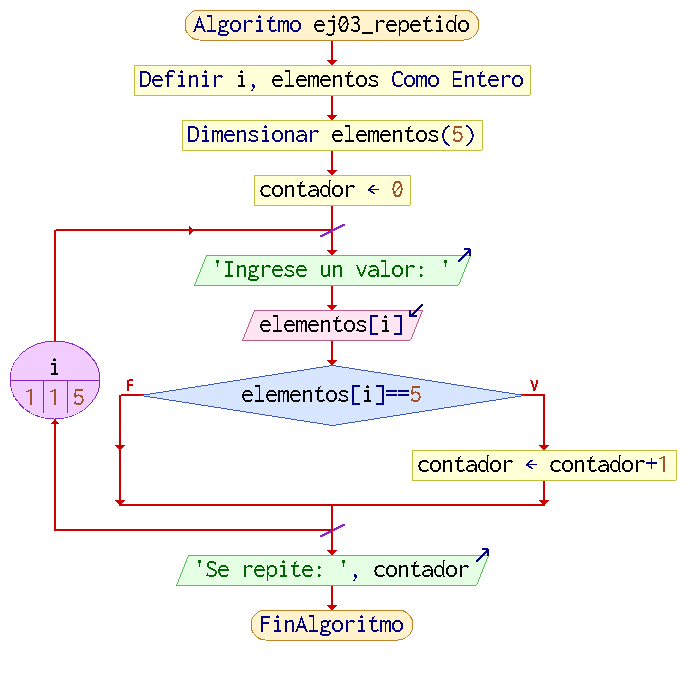 Algoritmo ej03_repetido
Definir i, elementos Como Entero
Dimensionar elementos(5)
contador ← 0
'Ingrese un valor: '
elementos[i]
i
1 1 5
F
elementos[i]==5
V
contador ← contador+1
'Se repite: ', contador
FinAlgoritmo